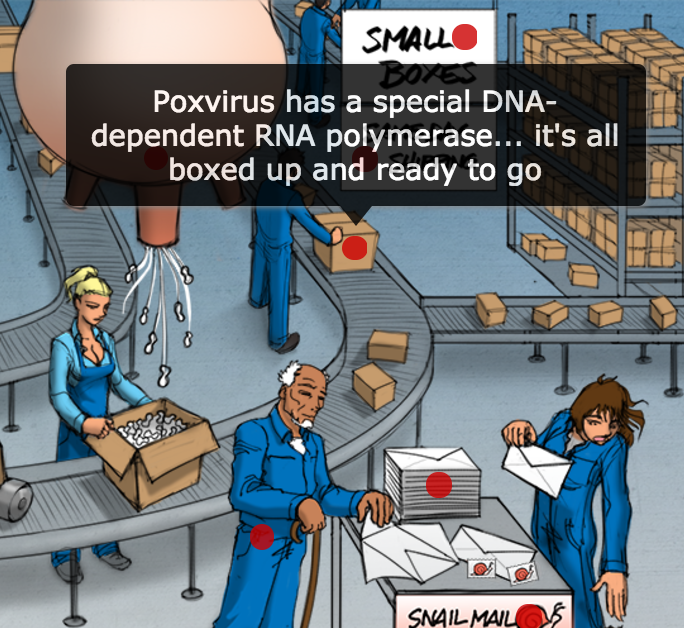 SMALL
BOXES
Poxvirus has a special DNA-
dependent RNA polymerase... it's all
boxed up and ready to go
SNAIL MAIL